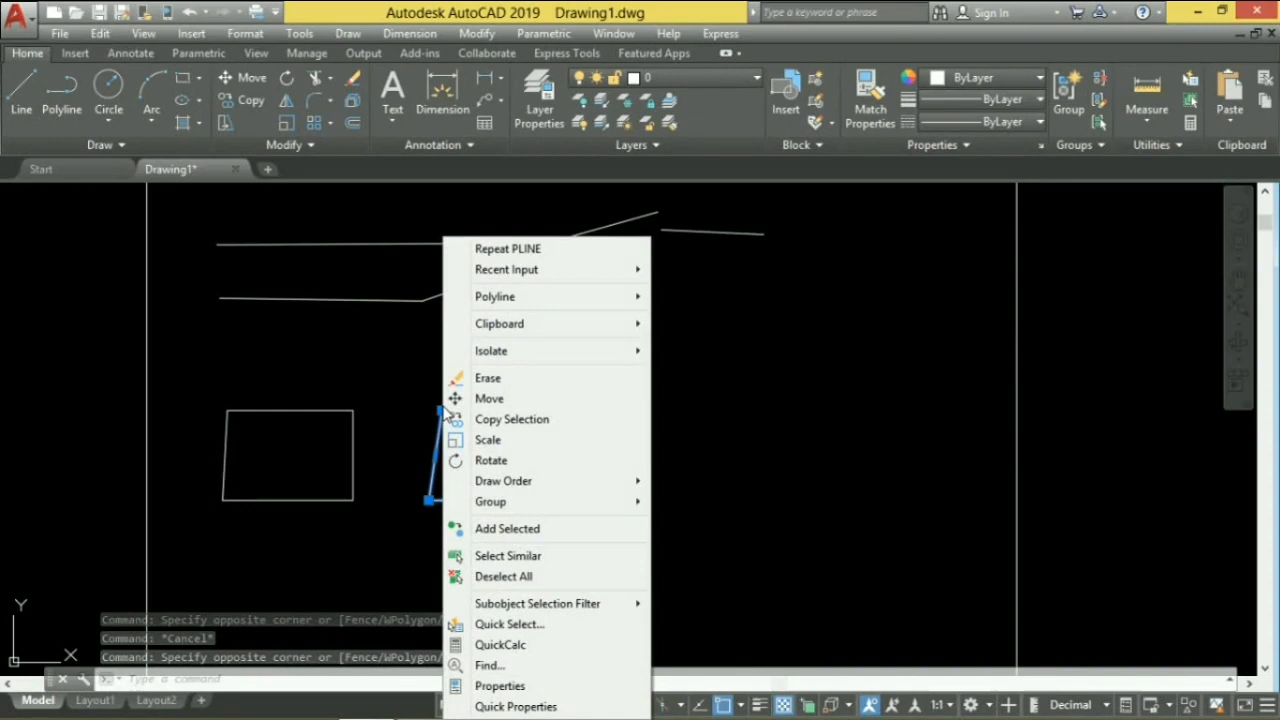 Autodesk AutoCAD 2019 Drawing1.dwg
Type a keyword or phrase
Sign In
File Edit View Insert Format Tools Draw Dimension Modify Parametric Window Help Express
Home Insert Annotate Parametric View Manage Output Add-ins Collaborate Express Tools Featured Apps
Line Polyline Circle Arc
Move
Copy
Text Dimension
Layer
Properties
0
Insert
Match
Properties
ByLayer
ByLayer
ByLayer
Group
Measure
Paste
Draw Modify Annotation Layers Block Properties Groups Utilities Clipboard
Start Drawing1*
Repeat PLINE
Recent Input
Polyline
Clipboard
Isolate
Erase
Move
Copy Selection
Scale
Rotate
Draw Order
Group
Add Selected
Select Similar
Deselect All
Subobject Selection Filter
Quick Select...
QuickCalc
Find...
Properties
Quick Properties
Y
X
Command: Specify opposite corner or [Fence/WPolygon/
Command: *Cancel*
Command: Specify opposite corner or [Fence/WPolygon/
Type a command
Model Layout1 Layout2
1:1 Decimal